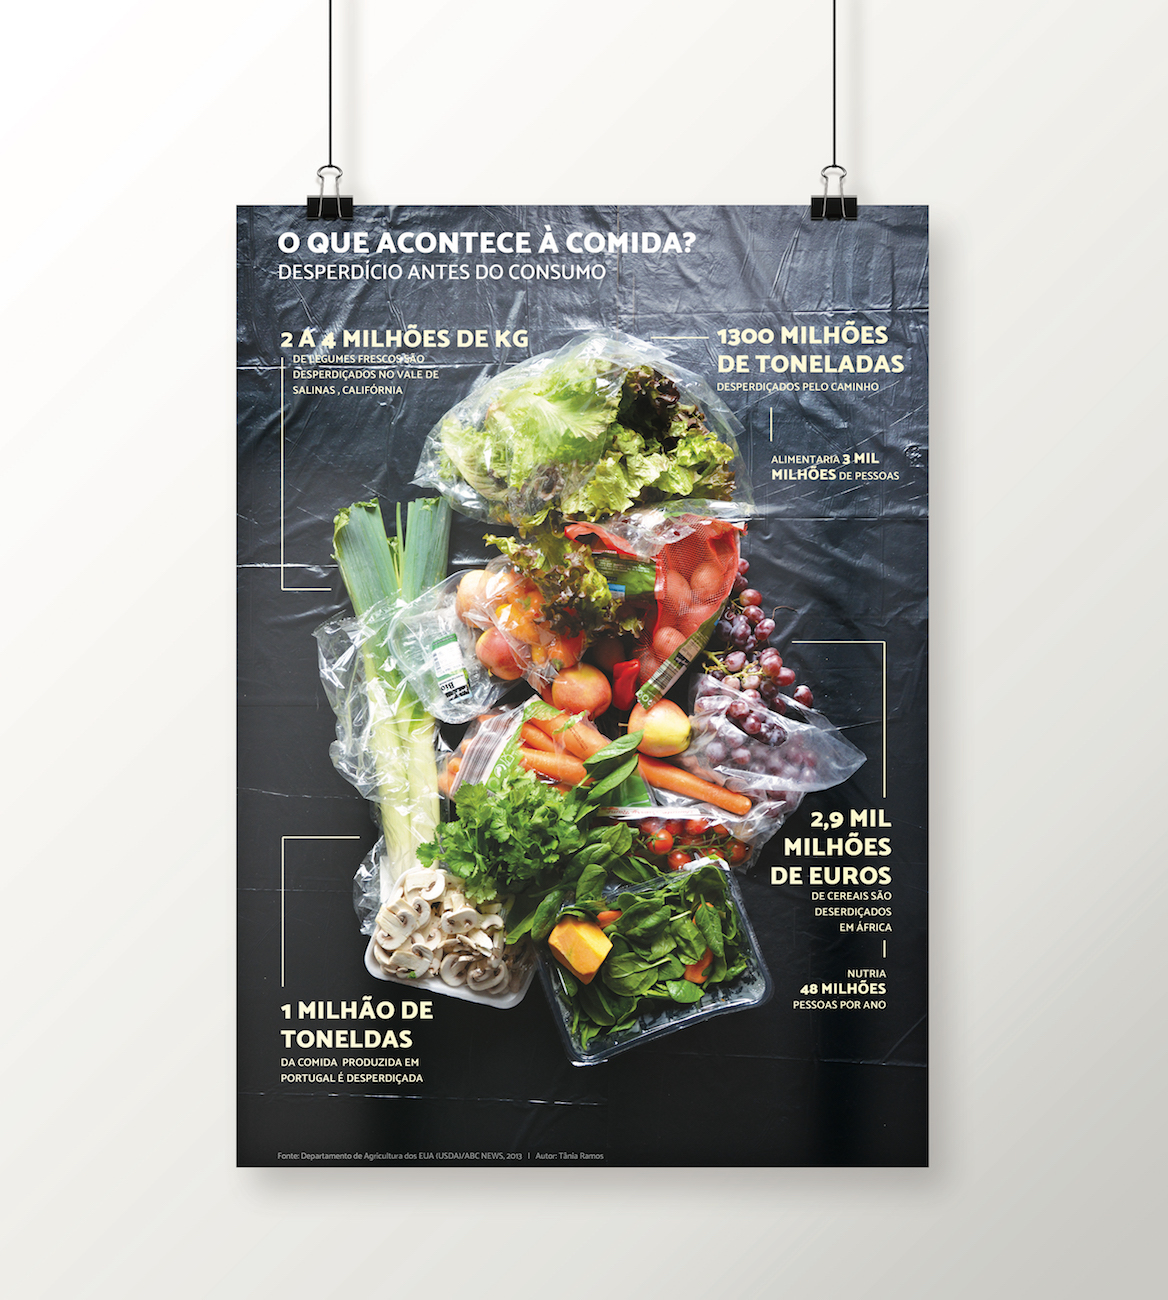 O QUE ACONTECE À COMIDA?
DESPERDÍCIO ANTES DO CONSUMO
2 A 4 MILHÕES DE KG
DE LEGUMES FRESCOS SÃO
DESPERDIÇADOS NO VALE DE
SALINAS , CALIFÓRNIA
1300 MILHÕES
DE TONELADAS
DESPERDIÇADOS PELO CAMINHO
ALIMENTARIA 3 MIL
MILHÕES DE PESSOAS
Bio
2,9 MIL
MILHÕES
DE EUROS
DE CEREAIS SÃO
DESERDIÇADOS
EM ÁFRICA
NUTRIA
48 MILHÕES
PESSOAS POR ANO
1 MILHÃO DE
TONELDAS
DA COMIDA PRODUZIDA EM
PORTUGAL É DESPERDIÇADA
Fonte: Departamento de Agricultura dos EUA (USDA)/ABC NEWS, 2013 | Autor: Tânia Ramos